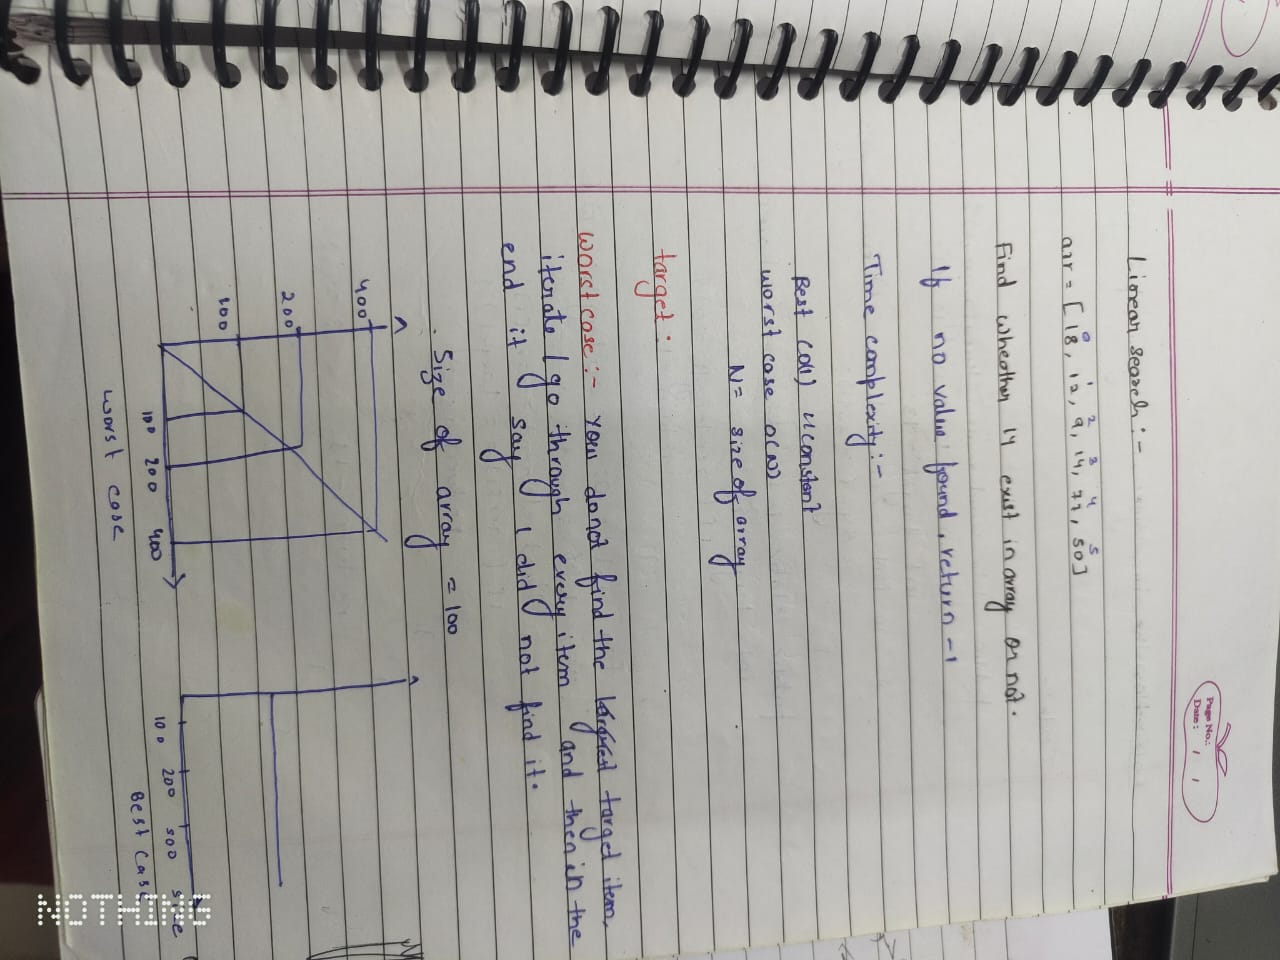 Page No.:
Date: / /
Linear search:-
0 1 2 3 4 5
arr = [18, 12, 9, 14, 77, 50]
Find wheather 14 exist in array or not.
If no value found, return -1
Time complexity:-
Best co(1) 
worst case o(N)
N = size of array
target.
worst case:- you donot find the target item,
iterate / go through every item and then in the
end it say I did not find it.
Size of array = 100
400
200
100
100 200 400
worst case
100 200 500 size
Best Case
NOTHING